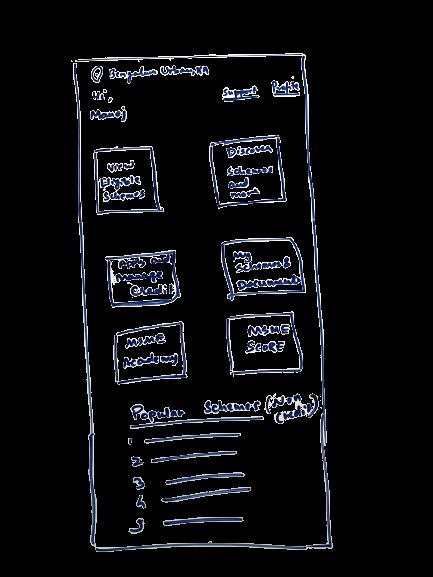 Bengaluru Urban, KA
Hi,
Manoj
Support
Profile
View
Eligible
Schemes
Discover
Schemes
and
more
Apply and
Manage
Credit
My
Schemes &
Documents
MSME
Academy
MSME
SCORE
Popular Schemes (Non
Credit)
1
2
3
4
5